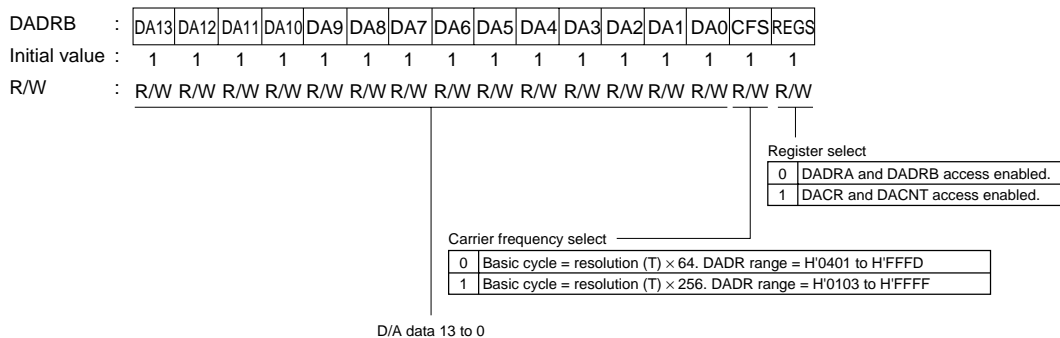 DADRB : DA13 DA12 DA11 DA10 DA9 DA8 DA7 DA6 DA5 DA4 DA3 DA2 DA1 DA0 CFS REGS
Initial value : 1 1 1 1 1 1 1 1 1 1 1 1 1 1 1 1
R/W : R/W R/W R/W R/W R/W R/W R/W R/W R/W R/W R/W R/W R/W R/W R/W R/W
Register select
0 DADRA and DADRB access enabled.
1 DACR and DACNT access enabled.
Carrier frequency select
0 Basic cycle = resolution (T) × 64. DADR range = H'0401 to H'FFFD
1 Basic cycle = resolution (T) × 256. DADR range = H'0103 to H'FFFF
D/A data 13 to 0